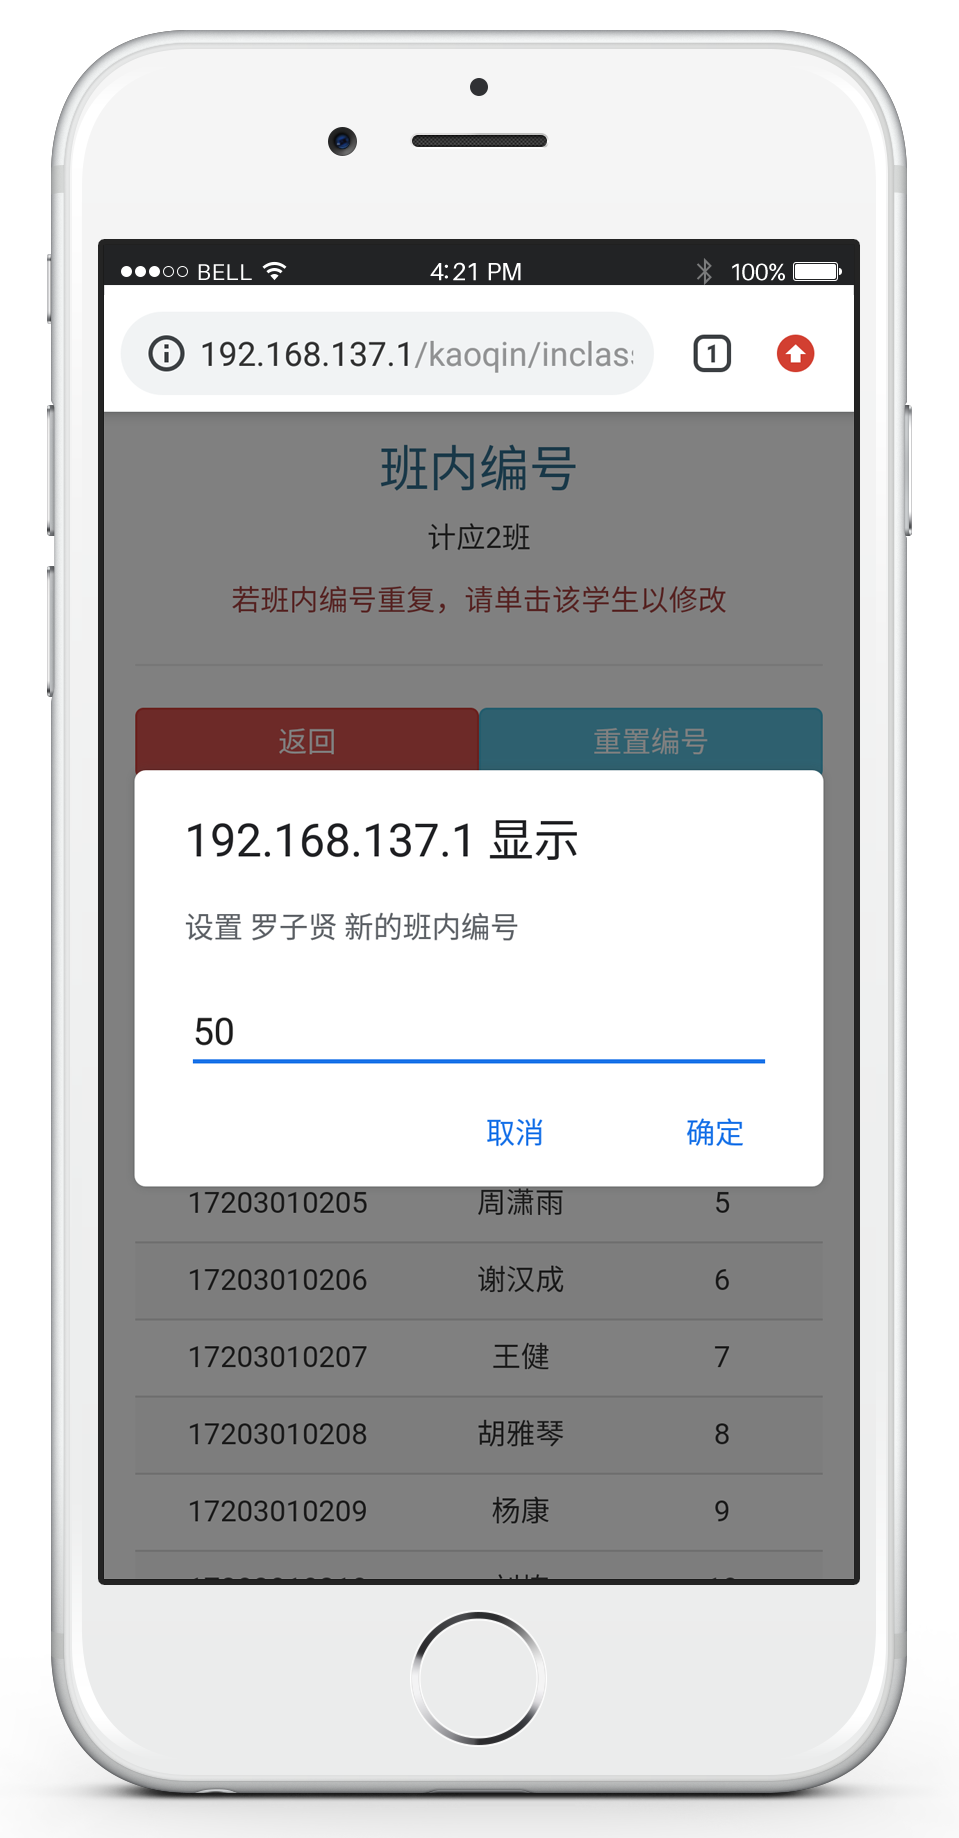 BELL 4:21 PM 100%
192.168.137.1/kaoqin/inclas
1
班内编号
计应2班
若班内编号重复，请单击该学生以修改
返回 重置编号
192.168.137.1 显示
设置 罗子贤 新的班内编号
50
取消 确定
17203010205 周潇雨 5
17203010206 谢汉成 6
17203010207 王健 7
17203010208 胡雅琴 8
17203010209 杨康 9